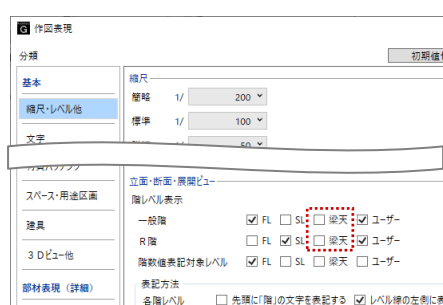 G 作図表現
分類
初期値
基本
縮尺・レベル他
文字
縮尺
簡略 1/ 200
標準 1/ 100
1/ 50
スペース・用途区画
建具
3Dビュー他
部材表現（詳細）
立面・断面・展開ビュー
階レベル表示
一般階 FL SL 梁天 ユーザー
R階 FL SL 梁天 ユーザー
階数値表記対象レベル FL SL 梁天 ユーザー
表記方法
各階レベル 先頭に「階」の文字を表記する レベル線の左側に表